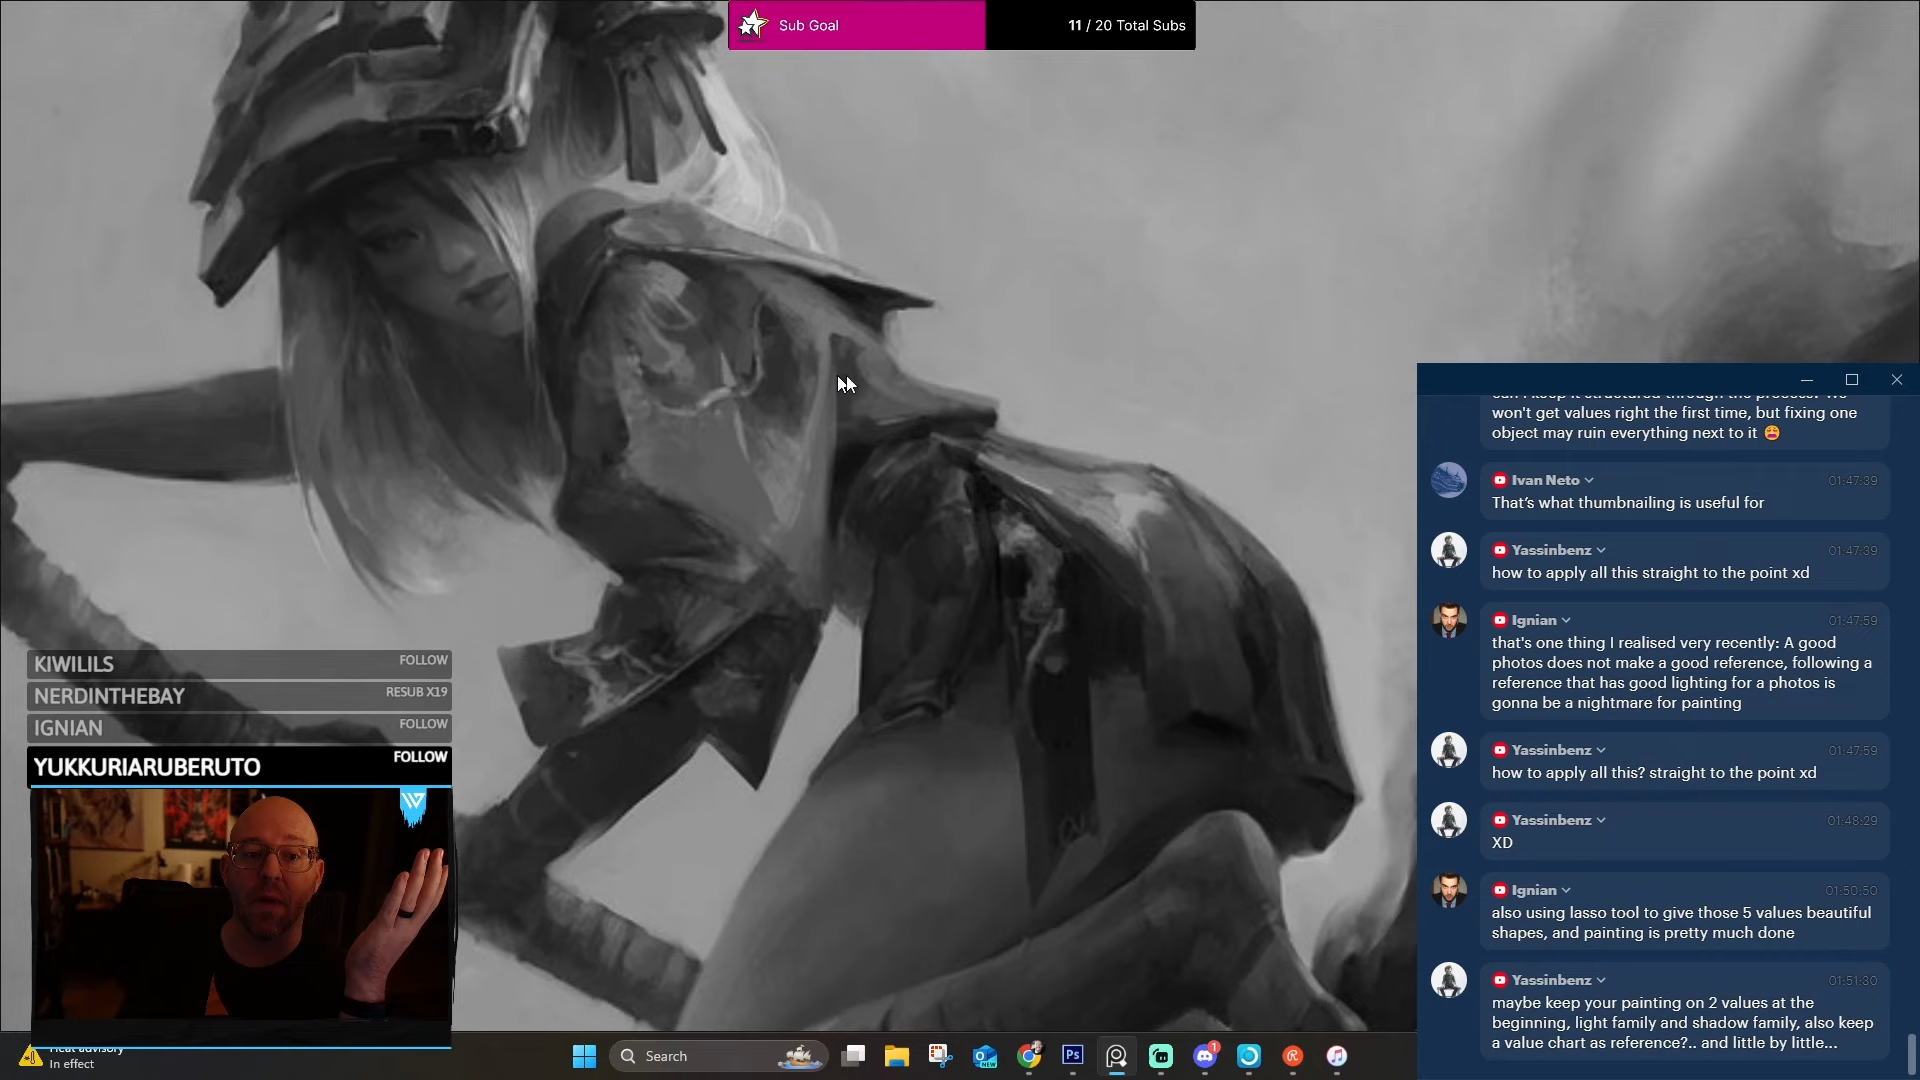 Sub Goal
11 / 20 Total Subs
won't get values right the first time, but fixing one
object may ruin everything next to it 😩
Ivan Neto
01:47:39
That's what thumbnailing is useful for
Yassinbenz
01:47:39
how to apply all this straight to the point xd
Ignian
01:47:59
that's one thing I realised very recently: A good
photos does not make a good reference, following a
reference that has good lighting for a photos is
gonna be a nightmare for painting
Yassinbenz
01:47:59
how to apply all this? straight to the point xd
Yassinbenz
01:48:29
XD
Ignian
01:50:50
also using lasso tool to give those 5 values beautiful
shapes, and painting is pretty much done
Yassinbenz
01:51:30
maybe keep your painting on 2 values at the
beginning, light family and shadow family, also keep
a value chart as reference?.. and little by little...
KIWILILS
FOLLOW
NERDINTHEBAY
RESUB X19
IGNIAN
FOLLOW
YUKKURIARUBERUTO
FOLLOW
Heat advisory
In effect
Search
NEW
Ps
1